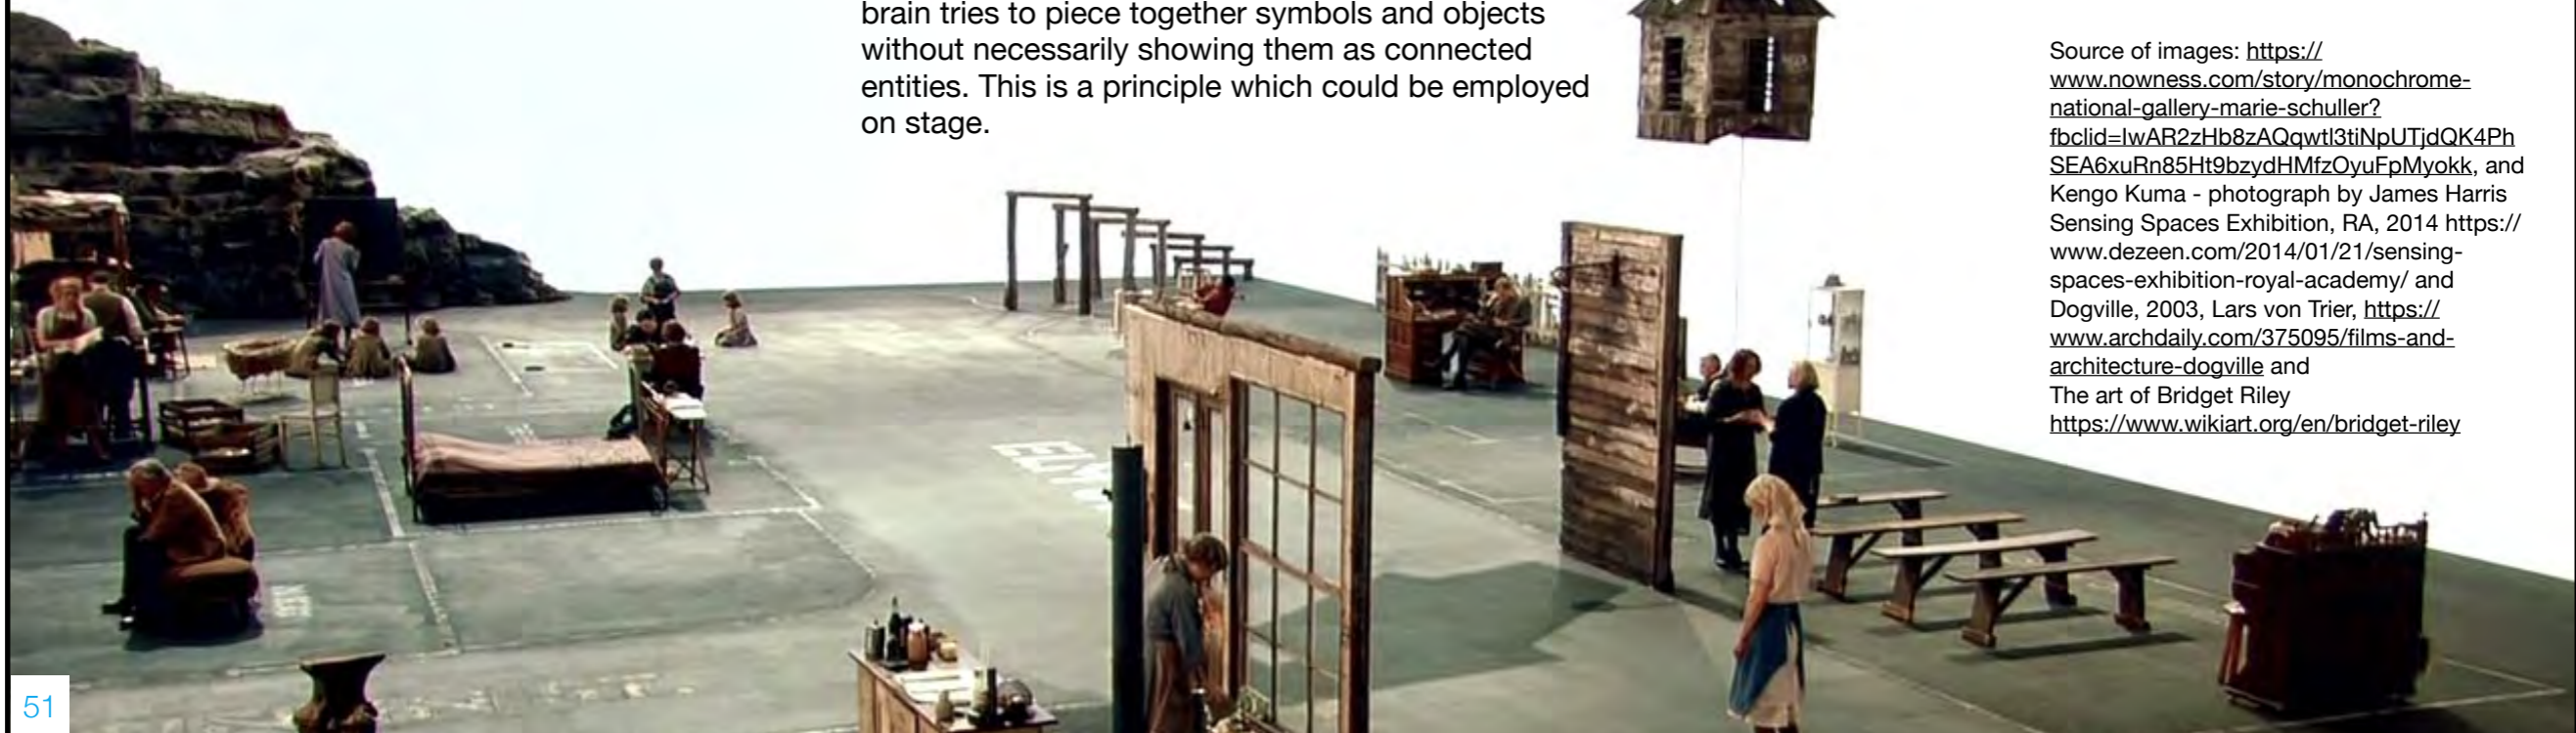 brain tries to piece together symbols and objects
without necessarily showing them as connected
entities. This is a principle which could be employed
on stage.
Source of images: https://
www.nowness.com/story/monochrome-
national-gallery-marie-schuller?
fbclid=IwAR2zHb8zAQqwtl3tiNpUTjdQK4Ph
SEA6xuRn85Ht9bzydHMfzOyuFpMyokk, and
Kengo Kuma - photograph by James Harris
Sensing Spaces Exhibition, RA, 2014 https://
www.dezeen.com/2014/01/21/sensing-
spaces-exhibition-royal-academy/ and
Dogville, 2003, Lars von Trier, https://
www.archdaily.com/375095/films-and-
architecture-dogville and
The art of Bridget Riley
https://www.wikiart.org/en/bridget-riley
51